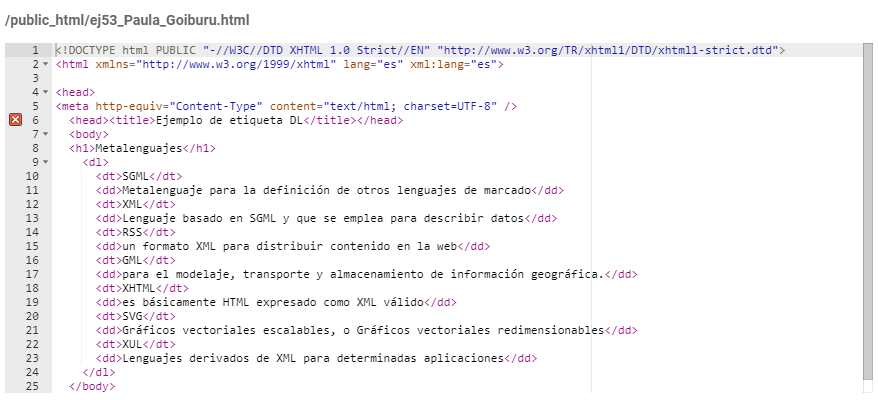 /public_html/ej53_Paula_Goiburu.html
1 <!DOCTYPE html PUBLIC "-//W3C//DTD XHTML 1.0 Strict//EN" "http://www.w3.org/TR/xhtml1/DTD/xhtml1-strict.dtd">
2 <html xmlns="http://www.w3.org/1999/xhtml" lang="es" xml:lang="es">
3
4 <head>
5 <meta http-equiv="Content-Type" content="text/html; charset=UTF-8" />
6 <head><title>Ejemplo de etiqueta DL</title></head>
7 <body>
8 <h1>Metalenguajes</h1>
9 <dl>
10 <dt>SGML</dt>
11 <dd>Metalenguaje para la definición de otros lenguajes de marcado</dd>
12 <dt>XML</dt>
13 <dd>Lenguaje basado en SGML y que se emplea para describir datos</dd>
14 <dt>RSS</dt>
15 <dd>un formato XML para distribuir contenido en la web</dd>
16 <dt>GML</dt>
17 <dd>para el modelaje, transporte y almacenamiento de información geográfica.</dd>
18 <dt>XHTML</dt>
19 <dd>es básicamente HTML expresado como XML válido</dd>
20 <dt>SVG</dt>
21 <dd>Gráficos vectoriales escalables, o Gráficos vectoriales redimensionables</dd>
22 <dt>XUL</dt>
23 <dd>Lenguajes derivados de XML para determinadas aplicaciones</dd>
24 </dl>
25 </body>